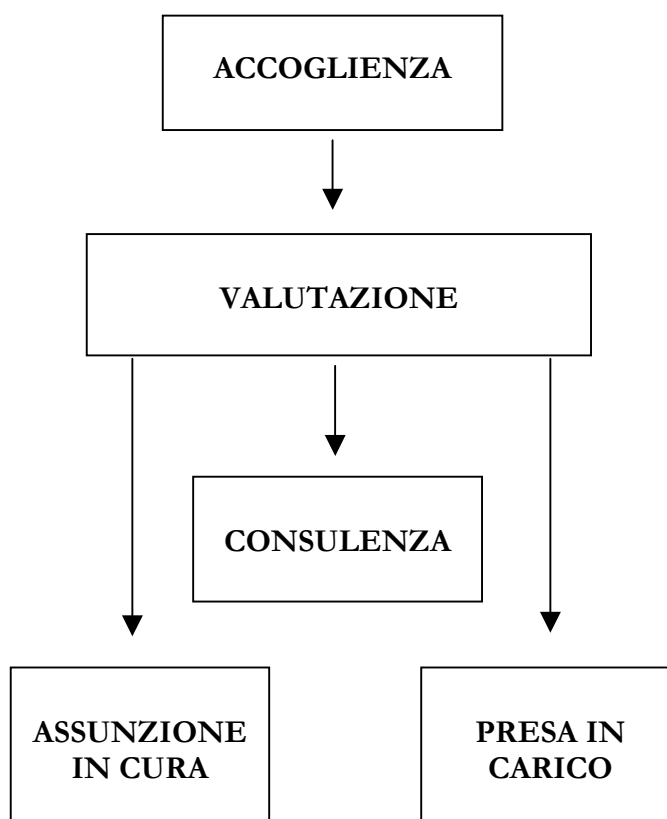 ACCOGLIENZA
VALUTAZIONE
CONSULENZA
ASSUNZIONE
IN CURA
PRESA IN
CARICO